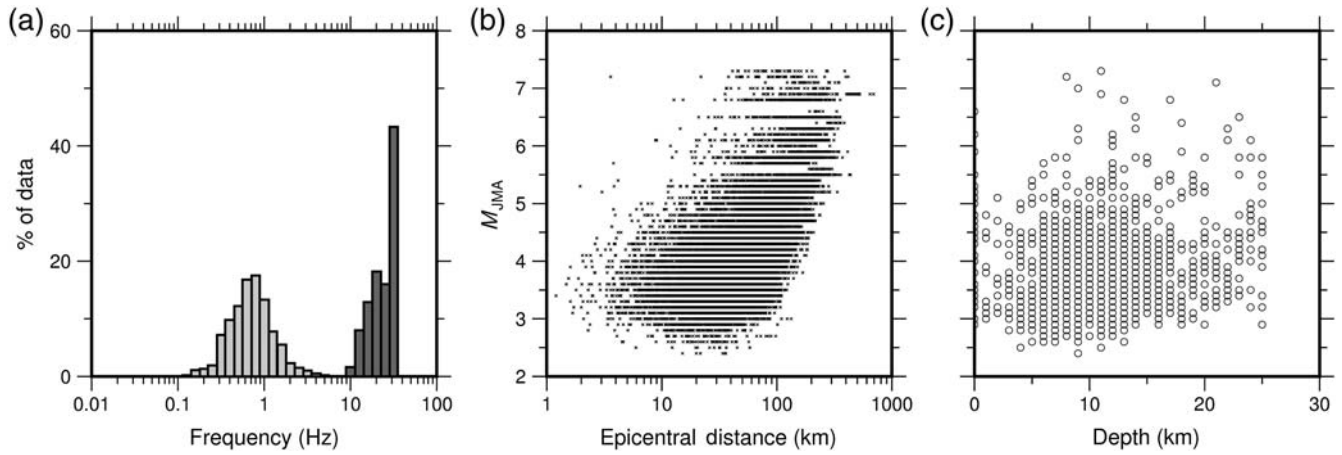 (a)
60
40
20
0
% of data
0.01 0.1 1 10 100
Frequency (Hz)
(b)
8
7
6
5
4
3
2
M_JMA
1 10 100 1000
Epicentral distance (km)
(c)
0 10 20 30
Depth (km)